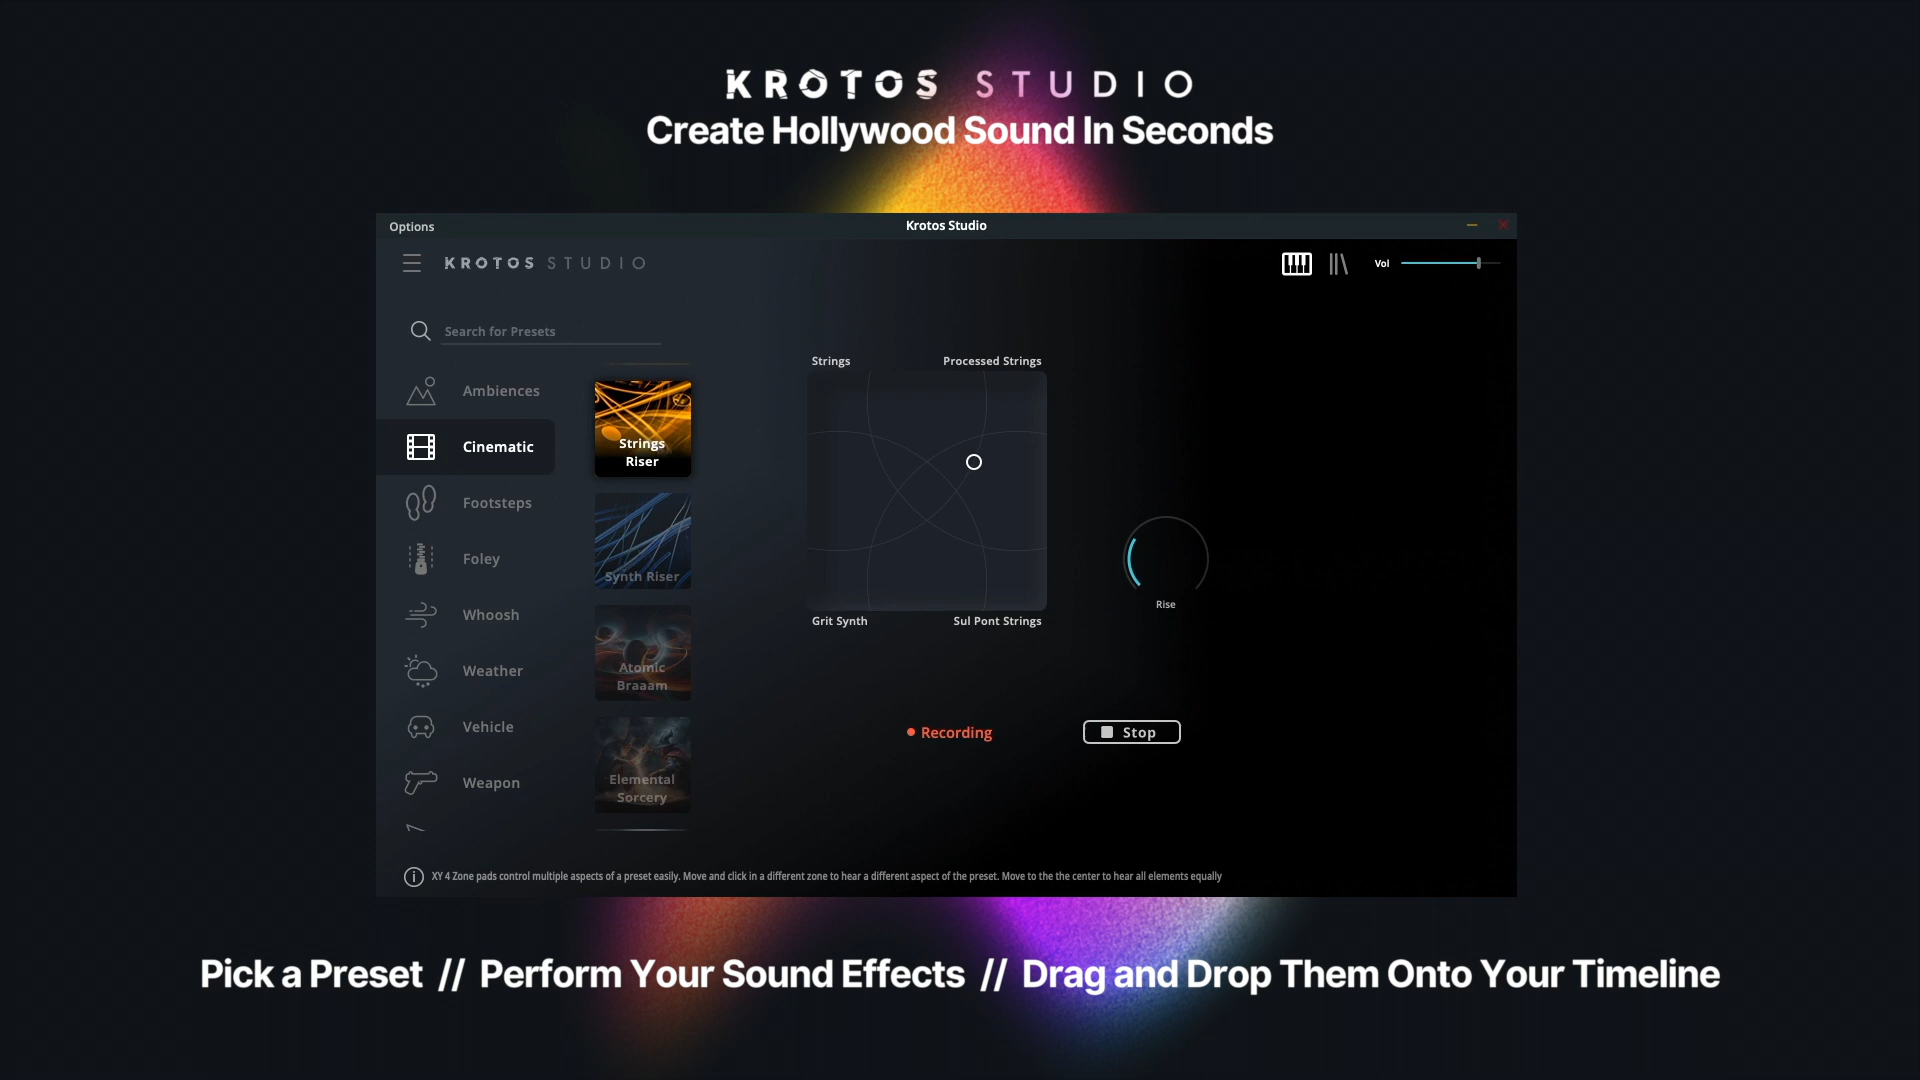 KROTOS STUDIO
Create Hollywood Sound In Seconds
Options
Krotos Studio
KROTOS STUDIO
Vol
Search for Presets
Ambiences
Cinematic
Footsteps
Foley
Whoosh
Weather
Vehicle
Weapon
Strings
Riser
Synth Riser
Atomic
Braaam
Elemental
Sorcery
Strings
Processed Strings
Grit Synth
Sul Pont Strings
Rise
Recording
Stop
XY 4 Zone pads control multiple aspects of a preset easily. Move and click in a different zone to hear a different aspect of the preset. Move to the the center to hear all elements equally
Pick a Preset // Perform Your Sound Effects // Drag and Drop Them Onto Your Timeline